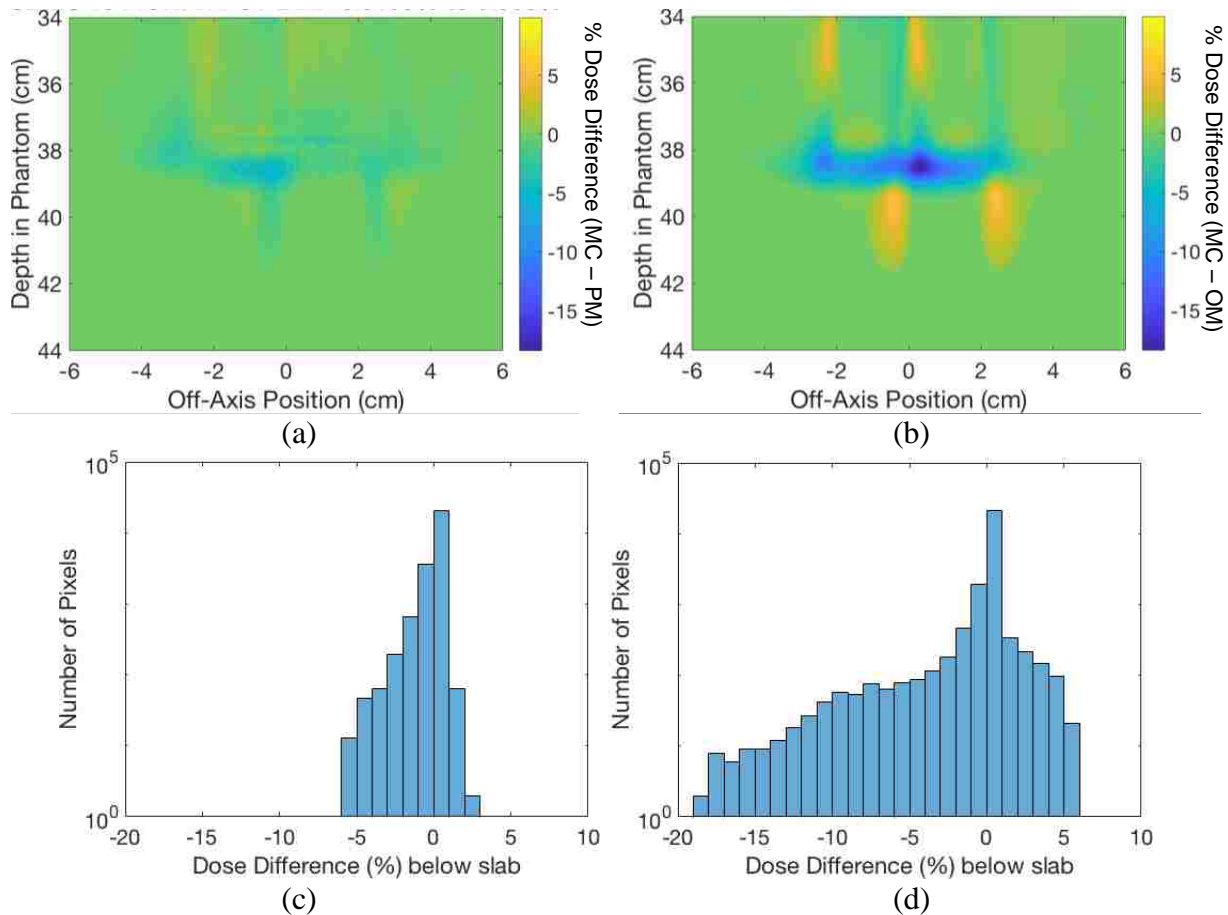 34
36
38
40
42
44
Depth in Phantom (cm)
-6 -4 -2 0 2 4 6
Off-Axis Position (cm)
5
0
-5
-10
-15
% Dose Difference (MC – PM)
(a)
34
36
38
40
42
44
Depth in Phantom (cm)
-6 -4 -2 0 2 4 6
Off-Axis Position (cm)
5
0
-5
-10
-15
% Dose Difference (MC – OM)
(b)
10^5
10^0
Number of Pixels
-20 -15 -10 -5 0 5 10
Dose Difference (%) below slab
(c)
10^5
10^0
Number of Pixels
-20 -15 -10 -5 0 5 10
Dose Difference (%) below slab
(d)